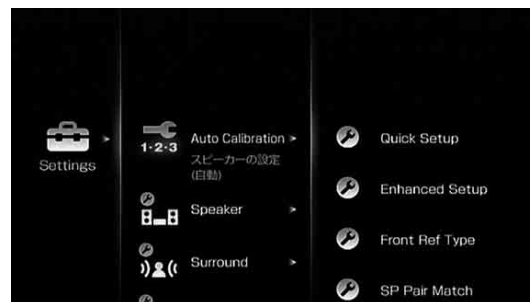 Settings
1・2・3
Auto Calibration
スピーカーの設定
(自動)
Speaker
Surround
Quick Setup
Enhanced Setup
Front Ref Type
SP Pair Match